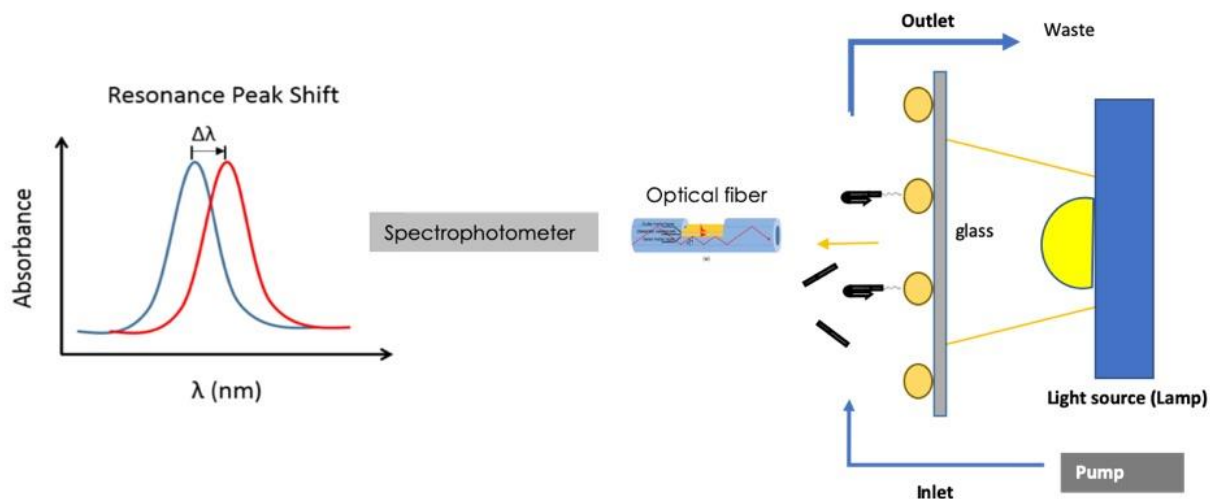 Outlet
Waste
Resonance Peak Shift
Δλ
Absorbance
λ (nm)
Spectrophotometer
Optical fiber
(a)
glass
Light source (Lamp)
Pump
Inlet